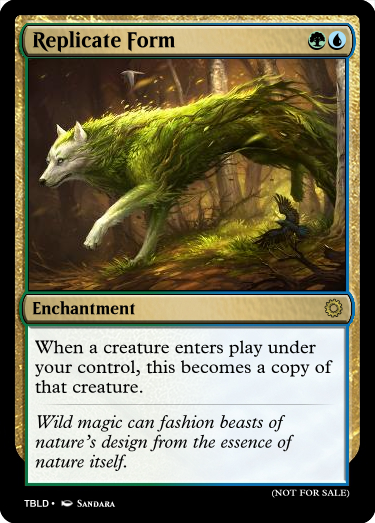 Replicate Form
Enchantment
When a creature enters play under
your control, this becomes a copy of
that creature.
Wild magic can fashion beasts of
nature's design from the essence of
nature itself.
(NOT FOR SALE)
TBLD • Sandara